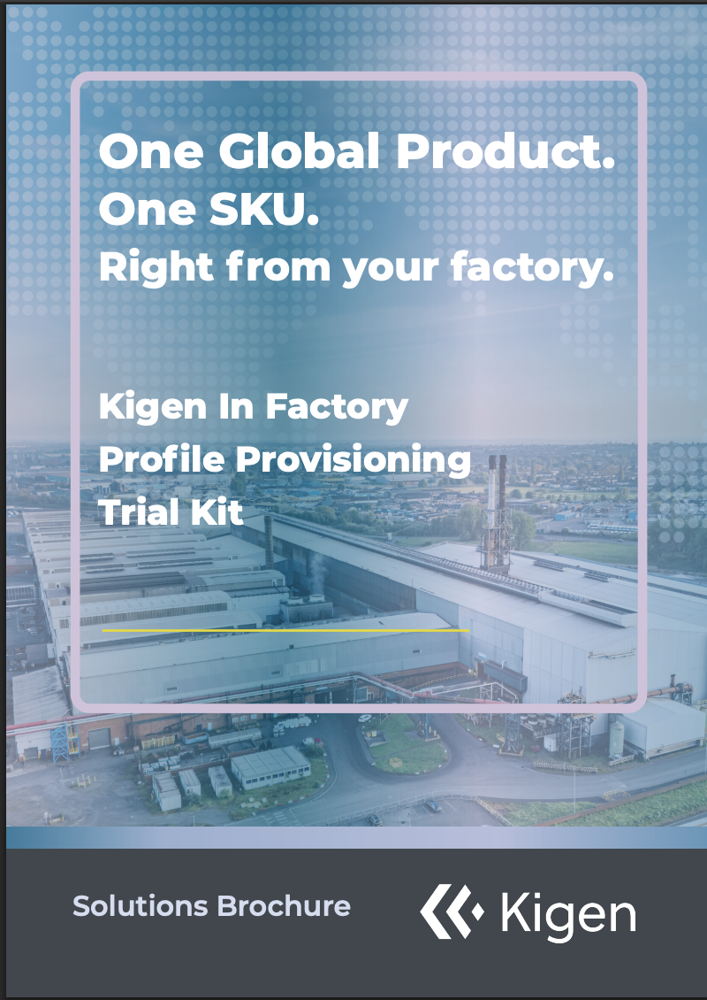 One Global Product.
One SKU.
Right from your factory.
Kigen In Factory
Profile Provisioning
Trial Kit
Solutions Brochure
Kigen